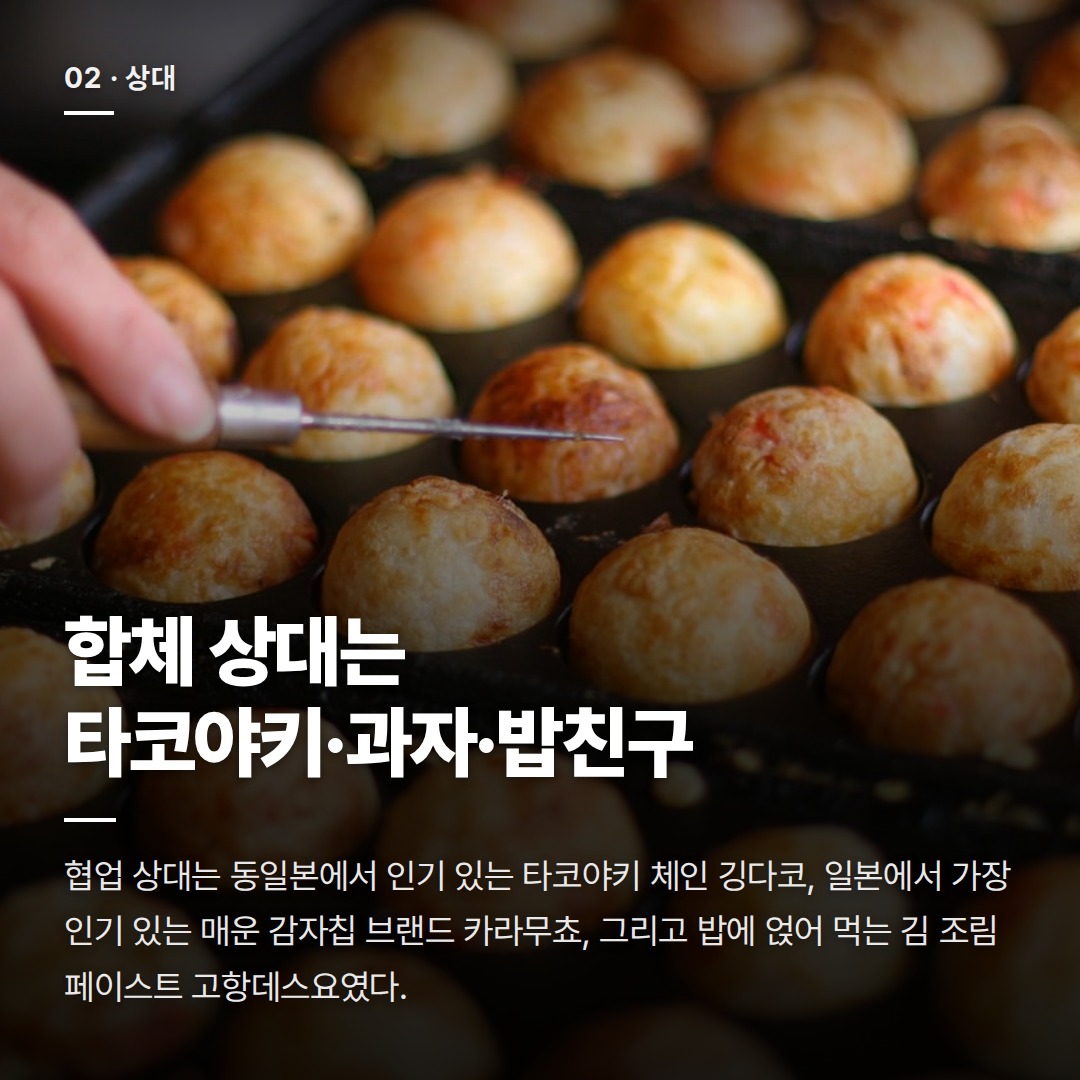 02 · 상대
합체 상대는
타코야키·과자·밥친구
협업 상대는 동일본에서 인기 있는 타코야키 체인 깅다코, 일본에서 가장
인기 있는 매운 감자칩 브랜드 카라무쵸, 그리고 밥에 얹어 먹는 김 조림
페이스트 고항데스요였다.